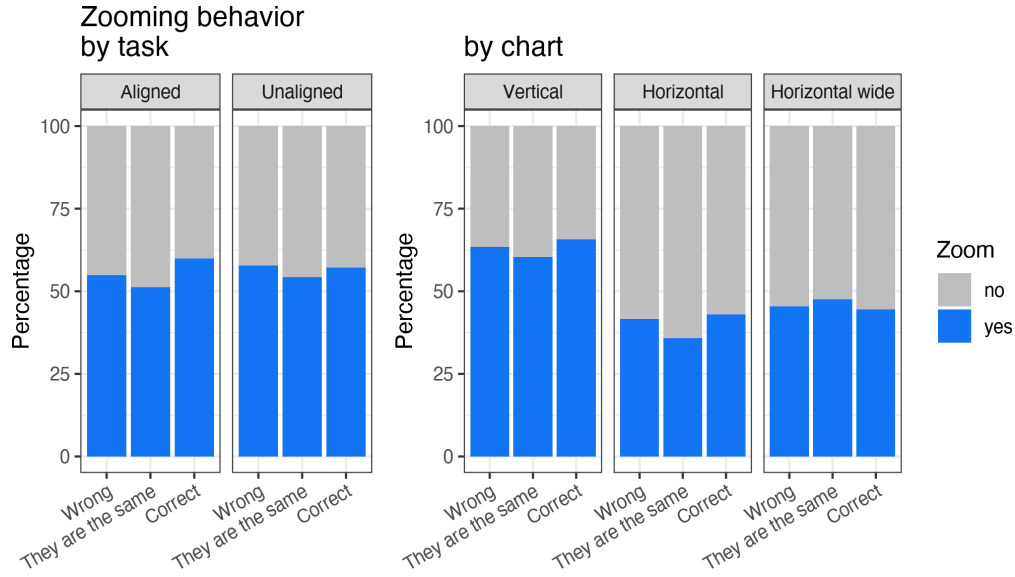 Zooming behavior
by task
by chart
Aligned
Unaligned
Vertical
Horizontal
Horizontal wide
Percentage
100
75
50
25
0
Wrong
They are the same
Correct
Wrong
They are the same
Correct
Percentage
100
75
50
25
0
Wrong
They are the same
Correct
Wrong
They are the same
Correct
Wrong
They are the same
Correct
Zoom
no
yes